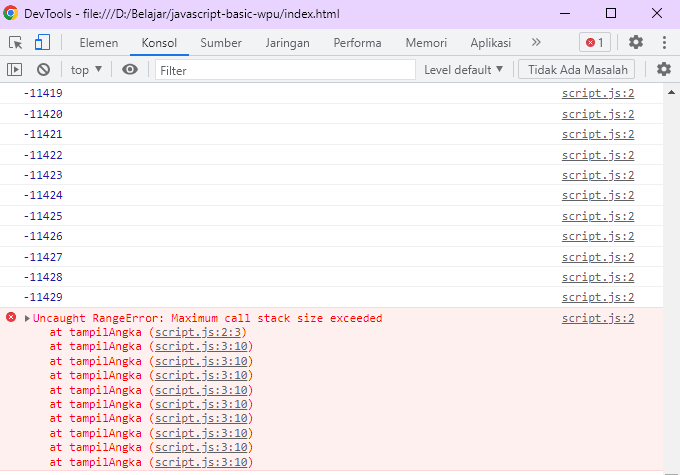 DevTools - file:///D:/Belajar/javascript-basic-wpu/index.html
Elemen Konsol Sumber Jaringan Performa Memori Aplikasi » 1
top ▼ Filter Level default ▼ Tidak Ada Masalah
-11419 script.js:2
-11420 script.js:2
-11421 script.js:2
-11422 script.js:2
-11423 script.js:2
-11424 script.js:2
-11425 script.js:2
-11426 script.js:2
-11427 script.js:2
-11428 script.js:2
-11429 script.js:2
Uncaught RangeError: Maximum call stack size exceeded script.js:2
at tampilAngka (script.js:2:3)
at tampilAngka (script.js:3:10)
at tampilAngka (script.js:3:10)
at tampilAngka (script.js:3:10)
at tampilAngka (script.js:3:10)
at tampilAngka (script.js:3:10)
at tampilAngka (script.js:3:10)
at tampilAngka (script.js:3:10)
at tampilAngka (script.js:3:10)
at tampilAngka (script.js:3:10)